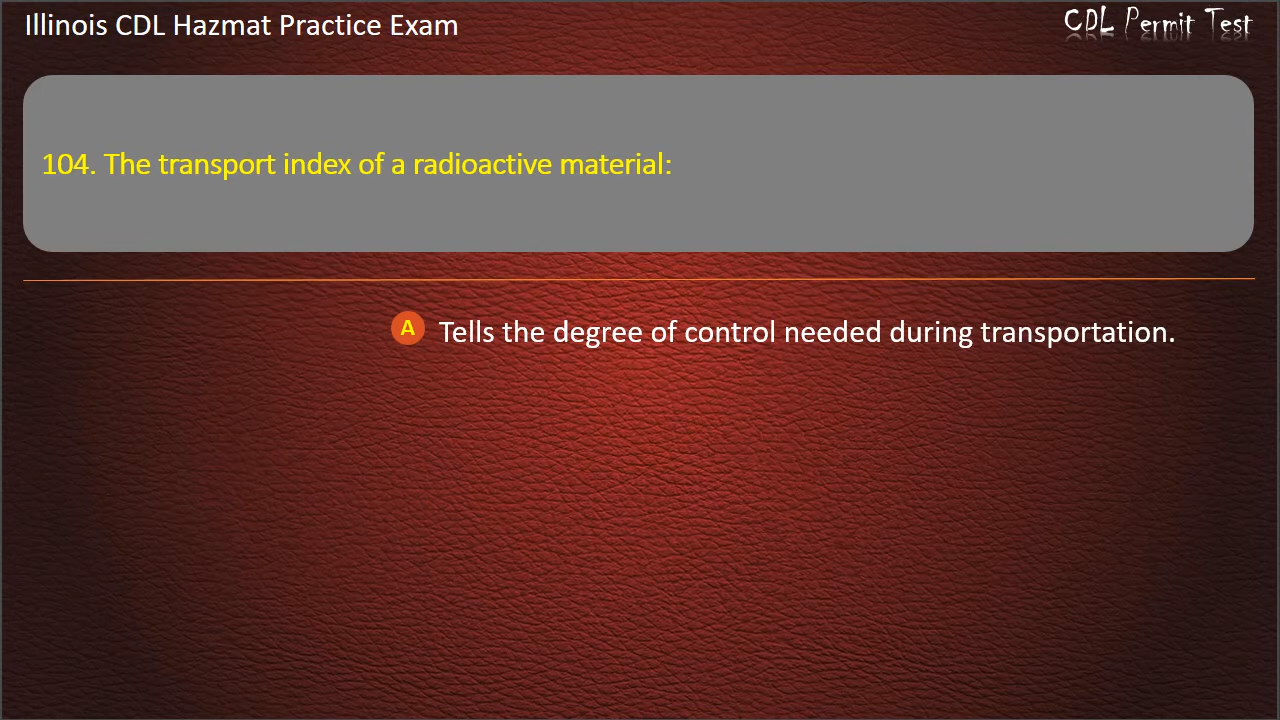 Illinois CDL Hazmat Practice Exam
CDL Permit Test
104. The transport index of a radioactive material:
A Tells the degree of control needed during transportation.